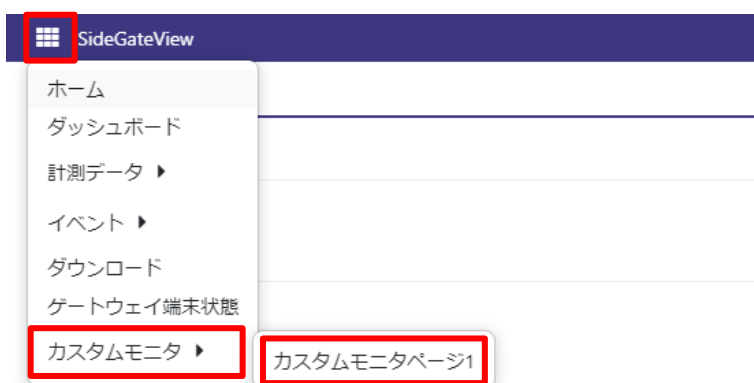 SideGateView
ホーム
ダッシュボード
計測データ
イベント
ダウンロード
ゲートウェイ端末状態
カスタムモニタ
カスタムモニタページ1